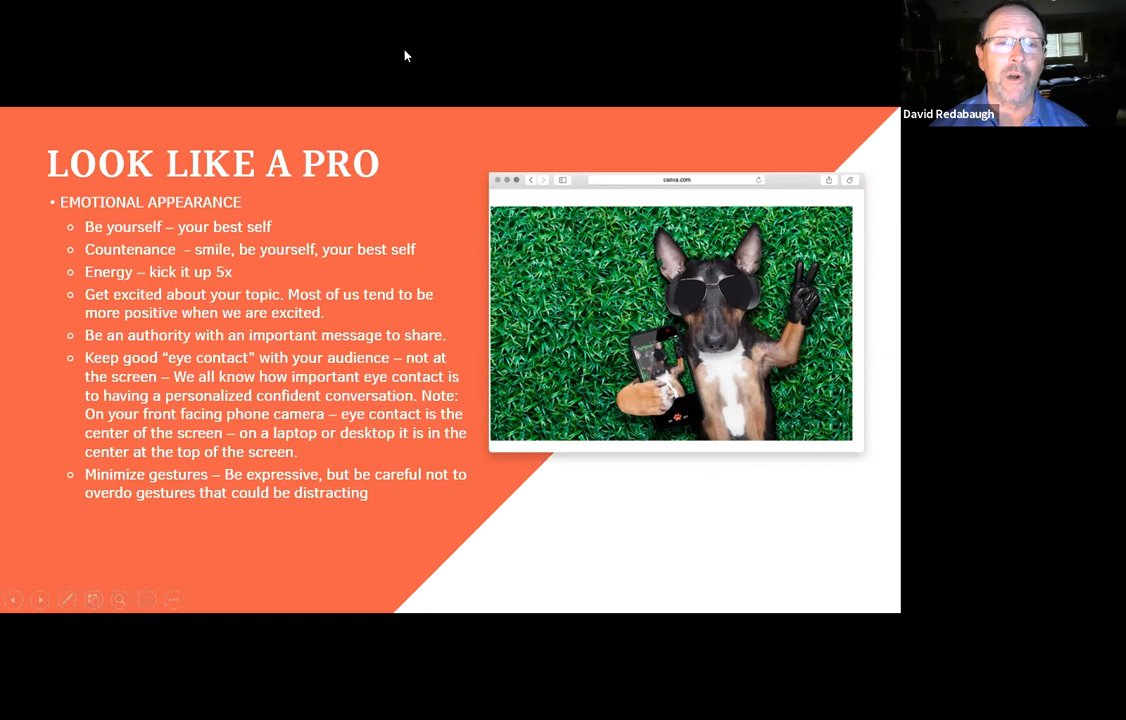 David Redabaugh
LOOK LIKE A PRO
• EMOTIONAL APPEARANCE
Be yourself – your best self
Countenance - smile, be yourself, your best self
Energy – kick it up 5x
Get excited about your topic. Most of us tend to be
more positive when we are excited.
Be an authority with an important message to share.
Keep good “eye contact” with your audience – not at
the screen – We all know how important eye contact is
to having a personalized confident conversation. Note:
On your front facing phone camera – eye contact is the
center of the screen – on a laptop or desktop it is in the
center at the top of the screen.
Minimize gestures – Be expressive, but be careful not to
overdo gestures that could be distracting
canva.com